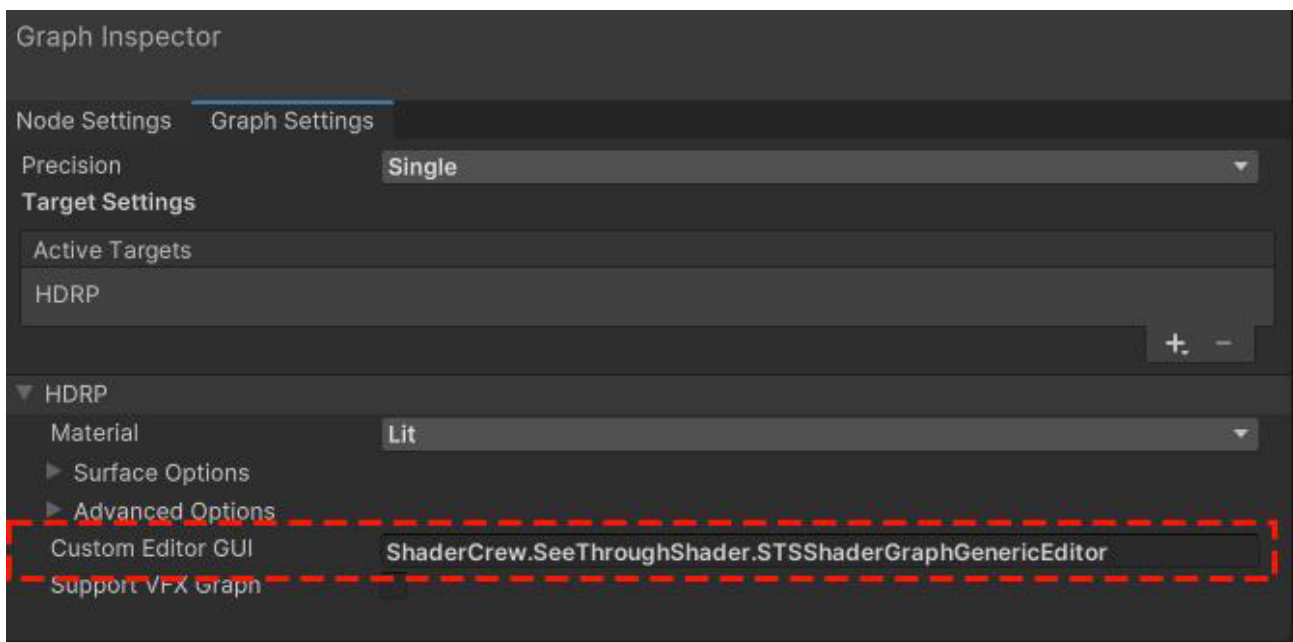 Graph Inspector
Node Settings Graph Settings
Precision Single
Target Settings
Active Targets
HDRP
HDRP
Material Lit
Surface Options
Advanced Options
Custom Editor GUI ShaderCrew.SeeThroughShader.STSShaderGraphGenericEditor
Support VFX Graph